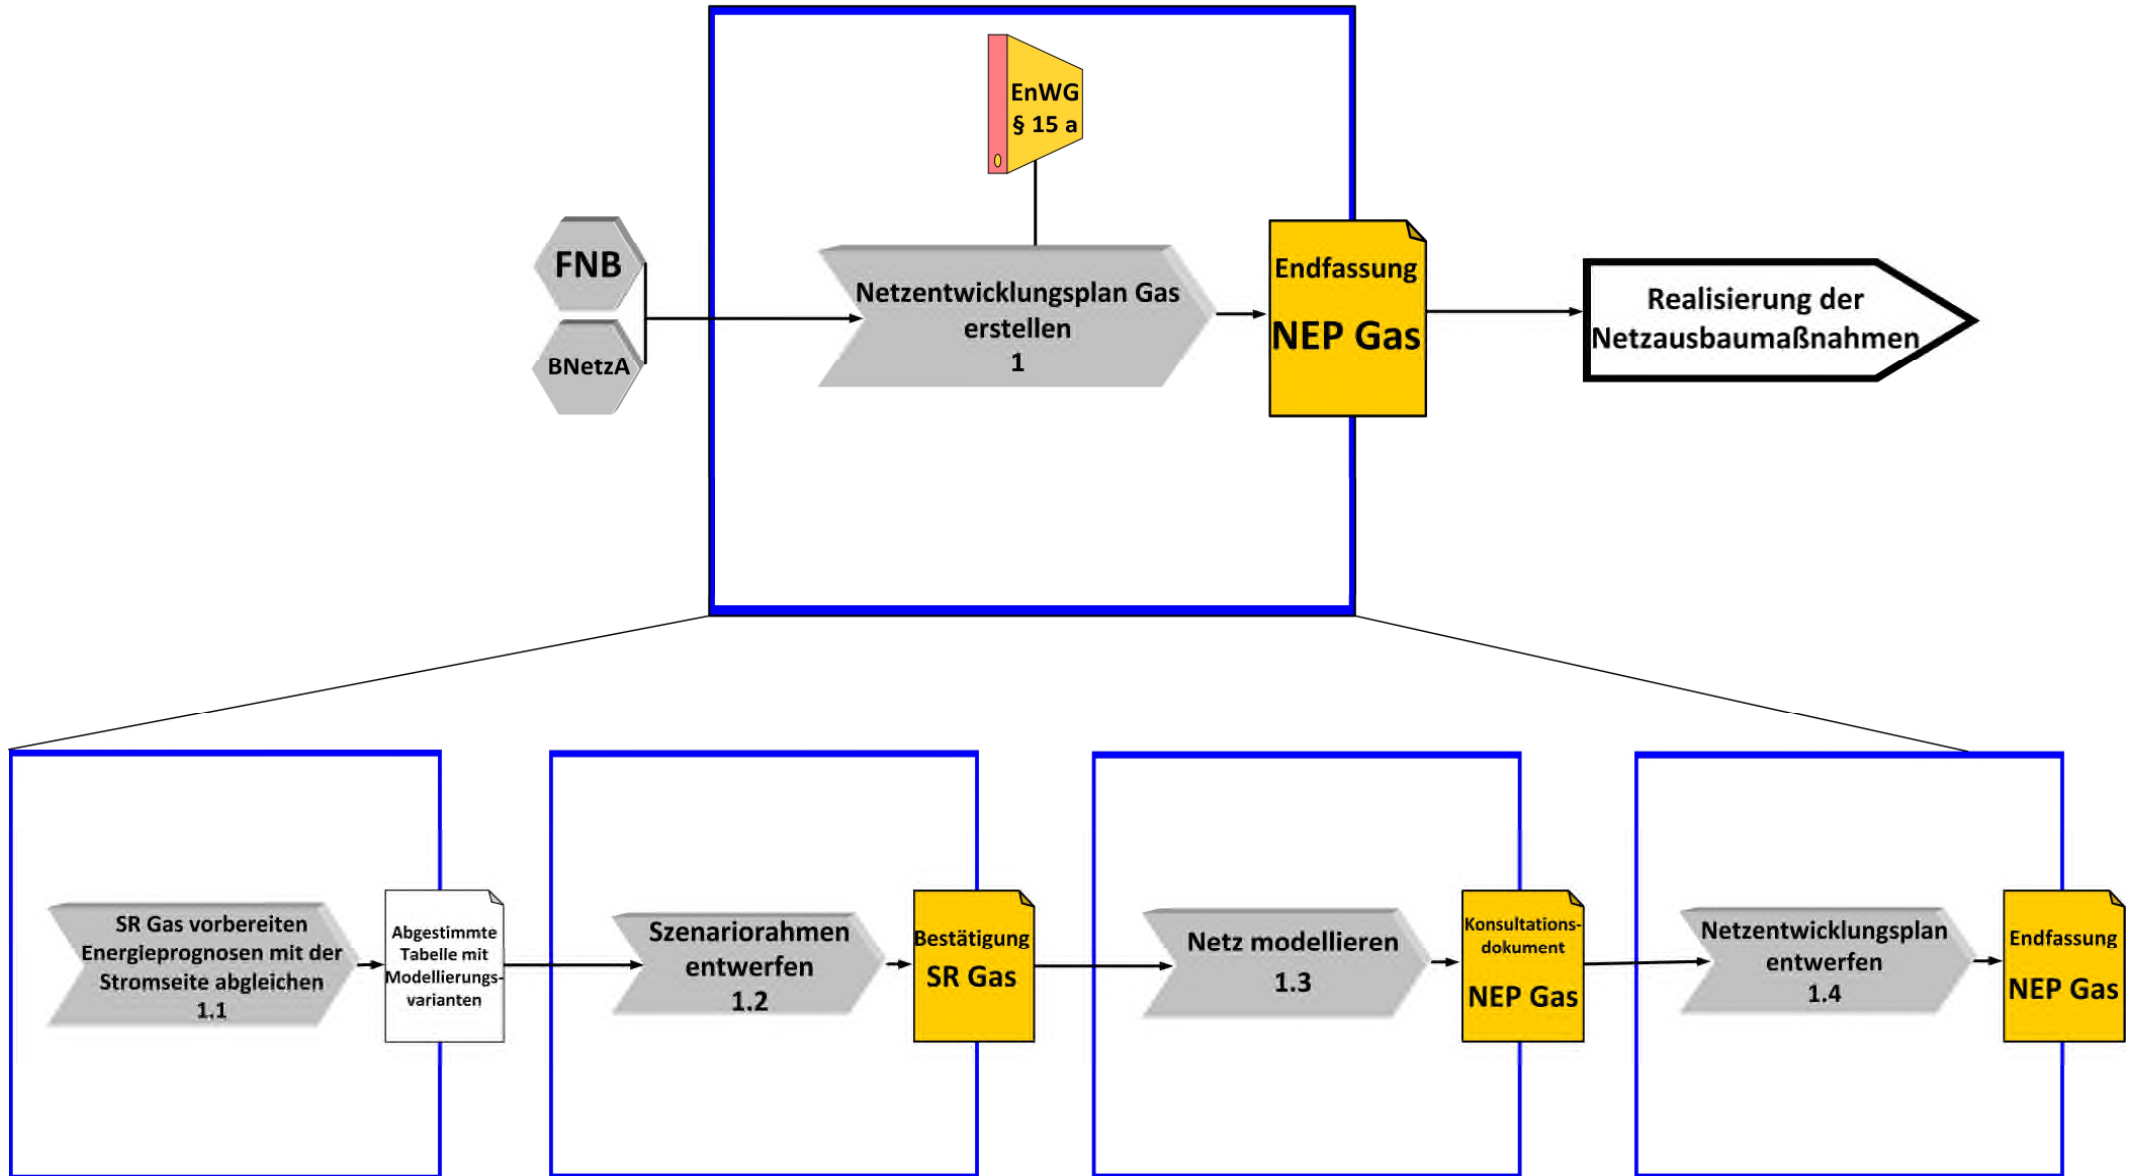 EnWG
§ 15 a
FNB
BNetzA
Netzentwicklungsplan Gas
erstellen
1
Endfassung
NEP Gas
Realisierung der
Netzausbaumaßnahmen
SR Gas vorbereiten
Energieprognosen mit der
Stromseite abgleichen
1.1
Abgestimmte
Tabelle mit
Modellierungs-
varianten
Szenariorahmen
entwerfen
1.2
Bestätigung
SR Gas
Netz modellieren
1.3
Konsultations-
dokument
NEP Gas
Netzentwicklungsplan
entwerfen
1.4
Endfassung
NEP Gas